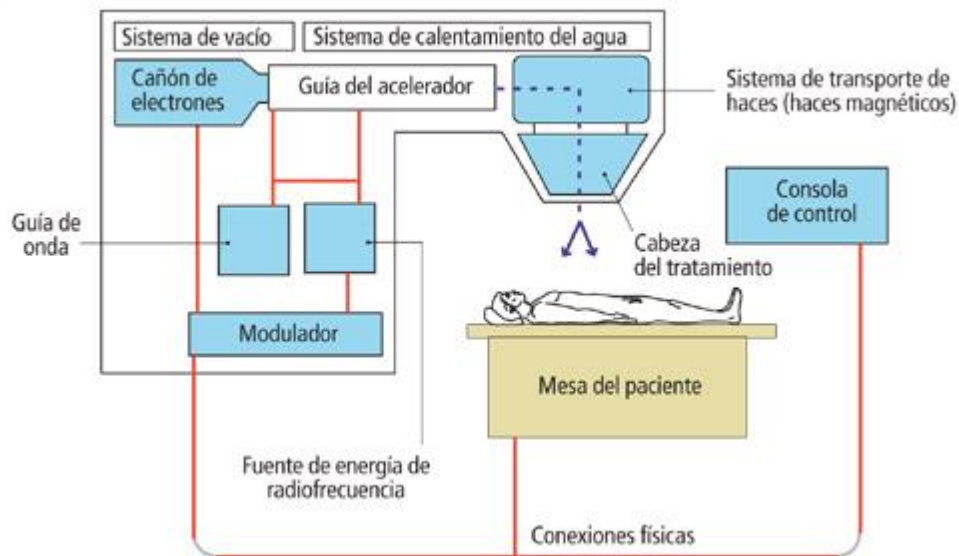 Sistema de vacío
Sistema de calentamiento del agua
Cañón de
electrones
Guía del acelerador
Sistema de transporte de
haces (haces magnéticos)
Consola
de control
Guía de
onda
Cabeza
del tratamiento
Modulador
Mesa del paciente
Fuente de energía de
radiofrecuencia
Conexiones físicas